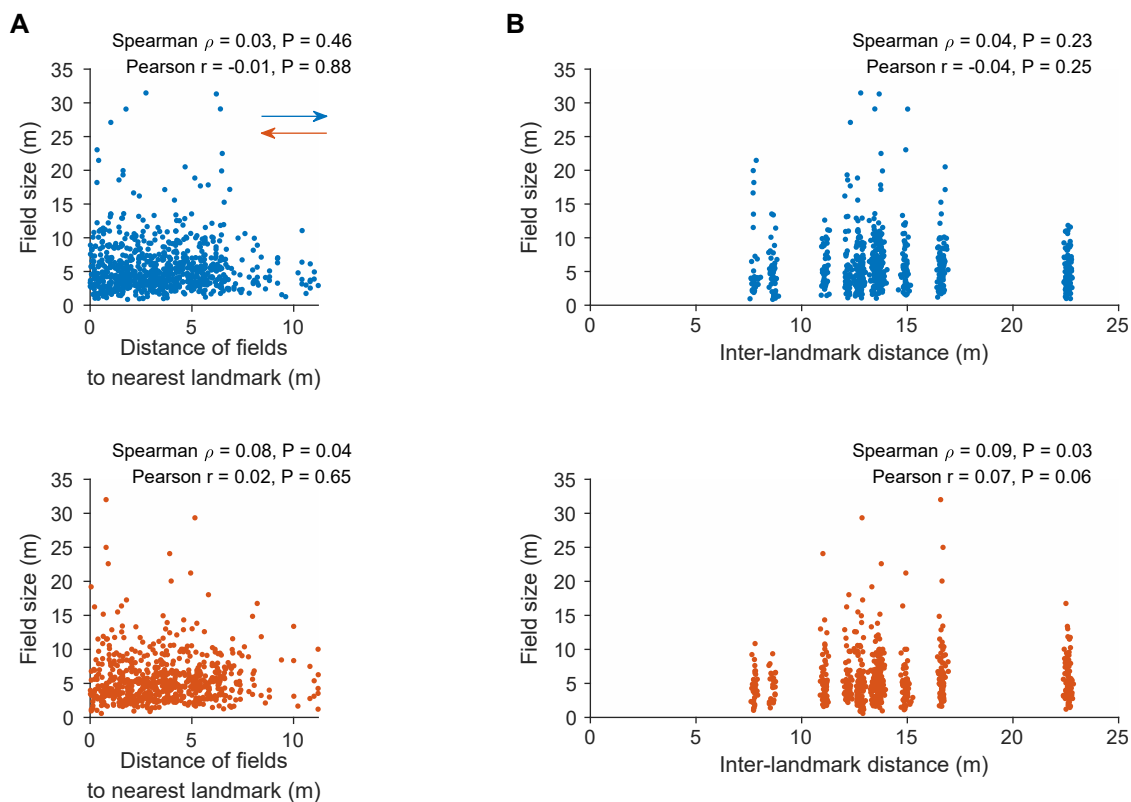 A
Spearman ρ = 0.03, P = 0.46
Pearson r = -0.01, P = 0.88
35
30
25
20
15
10
5
0
Field size (m)
0 5 10
Distance of fields
to nearest landmark (m)
B
Spearman ρ = 0.04, P = 0.23
Pearson r = -0.04, P = 0.25
35
30
25
20
15
10
5
0
Field size (m)
0 5 10 15 20 25
Inter-landmark distance (m)
Spearman ρ = 0.08, P = 0.04
Pearson r = 0.02, P = 0.65
35
30
25
20
15
10
5
0
Field size (m)
0 5 10
Distance of fields
to nearest landmark (m)
Spearman ρ = 0.09, P = 0.03
Pearson r = 0.07, P = 0.06
35
30
25
20
15
10
5
0
Field size (m)
0 5 10 15 20 25
Inter-landmark distance (m)